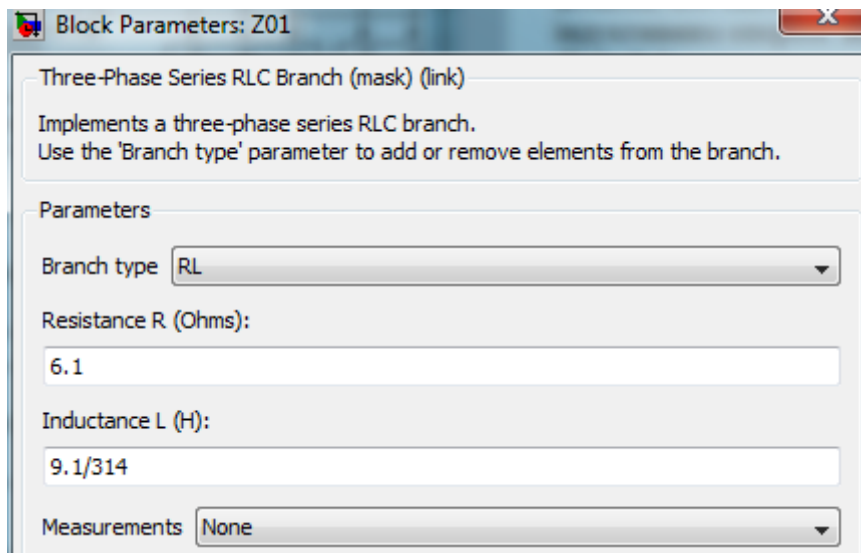 Block Parameters: Z01
Three-Phase Series RLC Branch (mask) (link)
Implements a three-phase series RLC branch.
Use the 'Branch type' parameter to add or remove elements from the branch.
Parameters
Branch type RL
Resistance R (Ohms):
6.1
Inductance L (H):
9.1/314
Measurements None